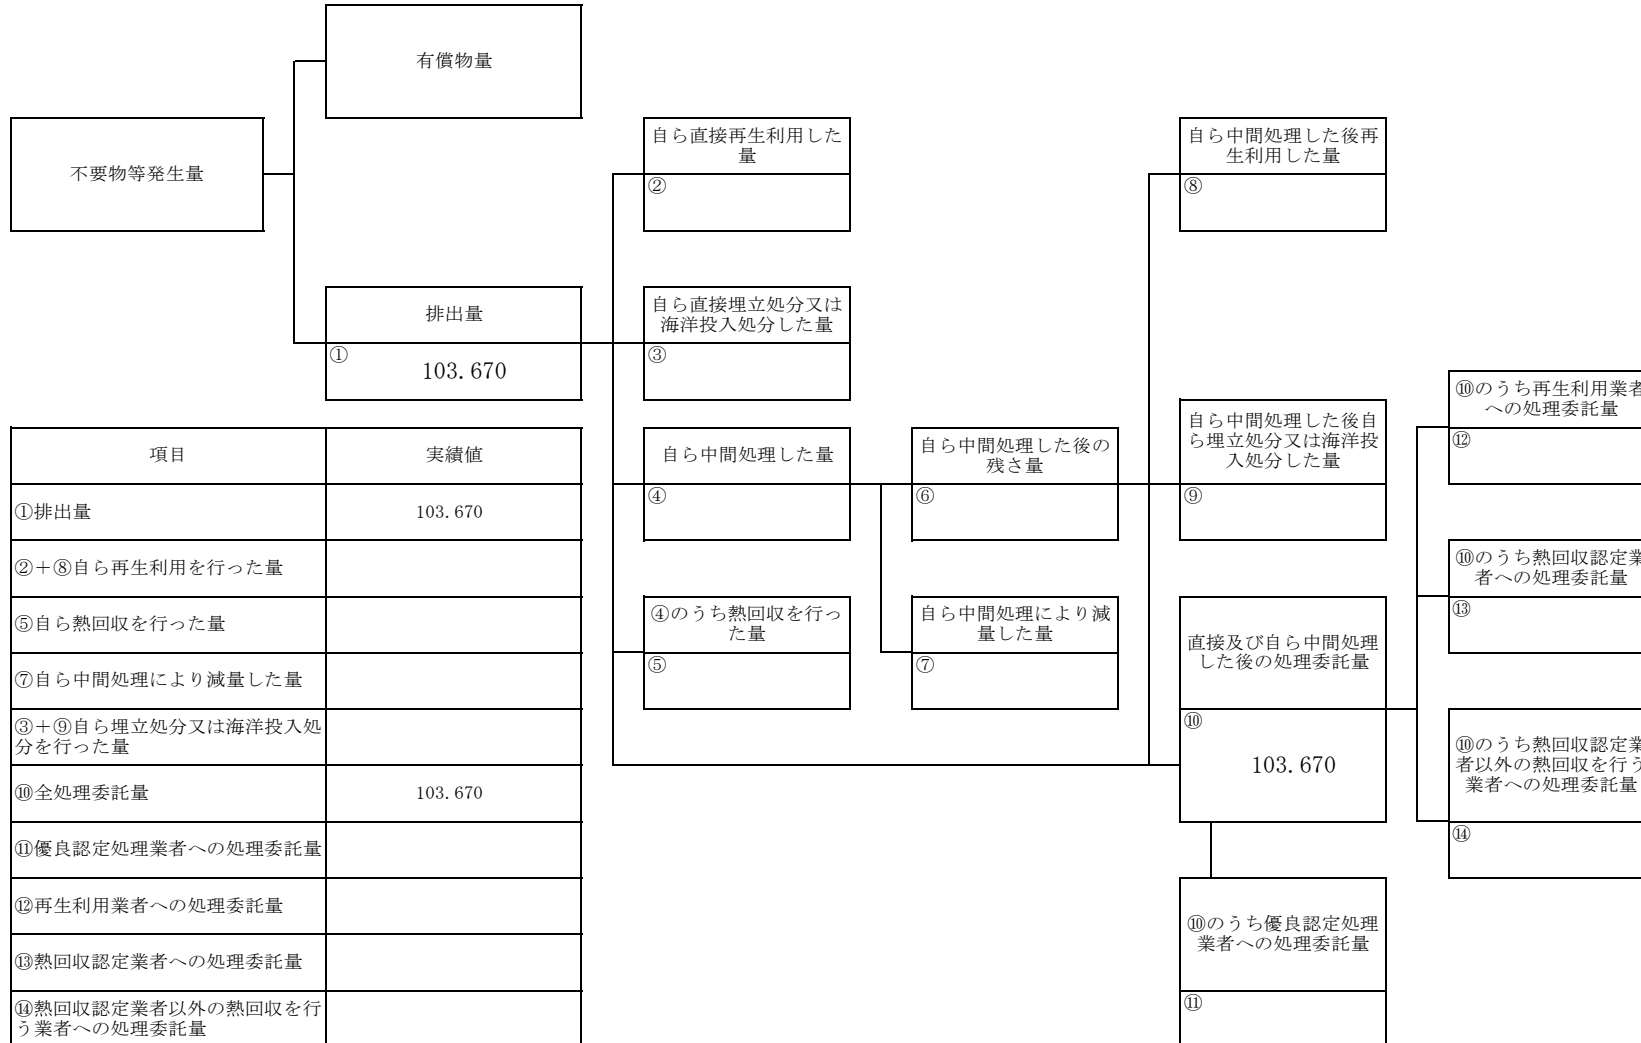 有償物量
不要物等発生量
排出量
①
103.670
自ら直接再生利用した
量
②
自ら直接埋立処分又は
海洋投入処分した量
③
自ら中間処理した量
④
④のうち熱回収を行っ
た量
⑤
自ら中間処理した後の
残さ量
⑥
自ら中間処理により減
量した量
⑦
自ら中間処理した後再
生利用した量
⑧
自ら中間処理した後自
ら埋立処分又は海洋投
入処分した量
⑨
直接及び自ら中間処理
した後の処理委託量
⑩
103.670
⑩のうち優良認定処理
業者への処理委託量
⑪
⑩のうち再生利用業者
への処理委託量
⑫
⑩のうち熱回収認定業
者への処理委託量
⑬
⑩のうち熱回収認定業
者以外の熱回収を行う
業者への処理委託量
⑭
項目 実績値
①排出量 103.670
②＋⑧自ら再生利用を行った量
⑤自ら熱回収を行った量
⑦自ら中間処理により減量した量
③＋⑨自ら埋立処分又は海洋投入処
分を行った量
⑩全処理委託量 103.670
⑪優良認定処理業者への処理委託量
⑫再生利用業者への処理委託量
⑬熱回収認定業者への処理委託量
⑭熱回収認定業者以外の熱回収を行
う業者への処理委託量